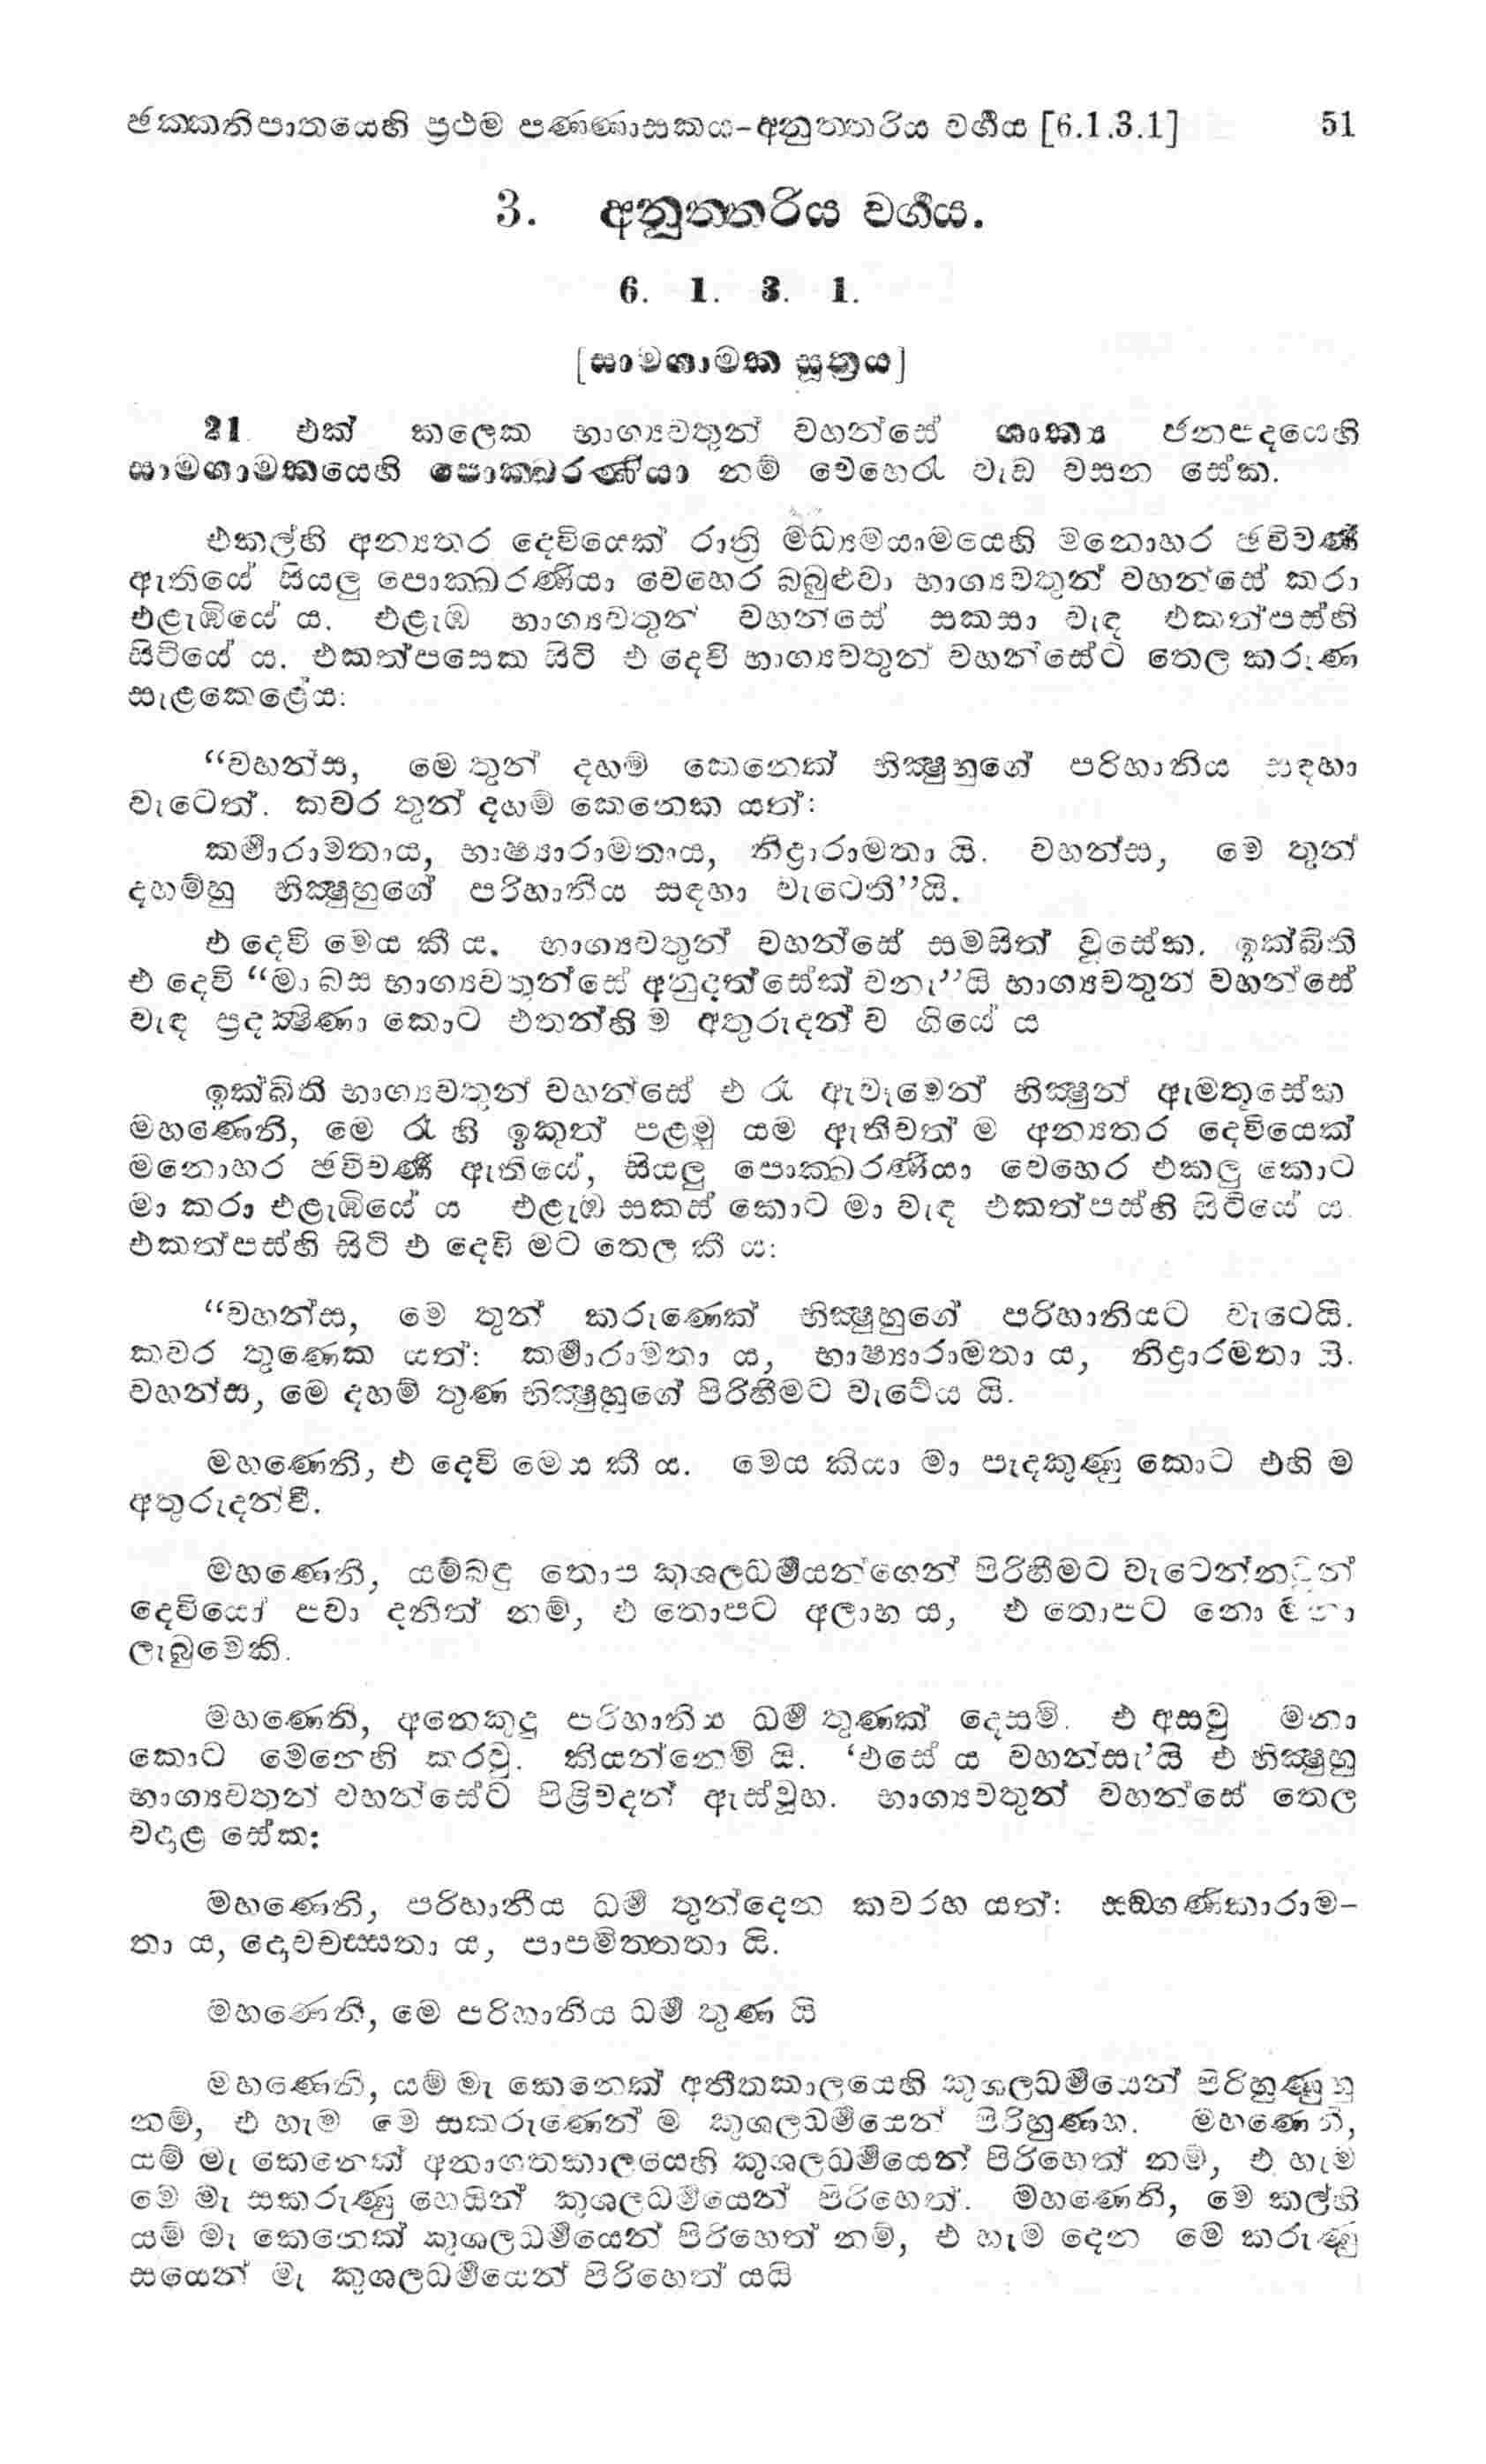 ඡක්කනිපාතයෙහි ප්‍රථම පණ්ණාසකය-අනුත්තරිය වර්‍ගය [6.1.3.1] 51
3. අනුත්තරිය වර්‍ගය.
6. 1. 3. 1.
[සාමගාමක සූත්‍රය]
21 එක් කලෙක භාග්‍යවතුන් වහන්සේ ශාක්‍ය ජනපදයෙහි
සාමගාමකයෙහි පොක්ඛරණීයා නම් වෙහෙරැ වැඩ වසන සේක.
එකල්හි අන්‍යතර දෙවියෙක් රාත්‍රි මධ්‍යමයාමයෙහි මනොහර ඡවිවර්‍ණ
ඇතියේ සියලු පොක්ඛරණීයා වෙහෙර බබුළුවා භාග්‍යවතුන් වහන්සේ කරා
එළැඹියේ ය. එළැඹ භාග්‍යවතුන් වහන්සේ සකසා වැඳ එකත්පස්හි
සිටියේ ය. එකත්පසෙක සිටි එ දෙවි භාග්‍යවතුන් වහන්සේට තෙල කරුණ
සැළකෙළේය:
“වහන්ස, මෙ තුන් දහම් කෙනෙක් භික්‍ෂුහුගේ පරිහානිය සඳහා
වැටෙත්. කවර තුන් දහම් කෙනෙක යත්:
කර්‍මාරාමතාය, භාෂ්‍යාරාමතාය, නිද්‍රාරාමතා යි. වහන්ස, මෙ තුන්
දහම්හු භික්‍ෂුහුගේ පරිහානිය සඳහා වැටෙති”යි.
එ දෙවි මෙය කී ය. භාග්‍යවතුන් වහන්සේ සමසිත් වූසේක. ඉක්බිති
එ දෙවි “මා බස භාග්‍යවතුන්සේ අනුදත්සේක් වනැ”යි භාග්‍යවතුන් වහන්සේ
වැඳ ප්‍රදක්‍ෂිණා කොට එතන්හි ම අතුරුදන් ව ගියේ ය
ඉක්බිති භාග්‍යවතුන් වහන්සේ එ රෑ ඇවෑමෙන් භික්‍ෂුන් ඇමතූසේක
මහණෙනි, මෙ රෑ හි ඉකුත් පළමු යම ඇතිවත් ම අන්‍යතර දෙවියෙක්
මනොහර ඡවිවර්‍ණ ඇතියේ, සියලු පොක්ඛරණීයා වෙහෙර එකලු කොට
මා කරා එළැඹියේ ය එළැඹ සකස් කොට මා වැඳ එකත්පස්හි සිටියේ ය.
එකත්පස්හි සිටි එ දෙවි මට තෙල කී ය:
“වහන්ස, මෙ තුන් කරුණෙක් භික්‍ෂුහුගේ පරිහානියට වැටෙයි.
කවර තුණෙක යත්: කර්‍මාරාමතා ය, භාෂ්‍යාරාමතා ය, නිද්‍රාරමතා යි.
වහන්ස, මෙ දහම් තුණ භික්‍ෂුහුගේ පිරිහීමට වැටේය යි.
මහණෙනි, එ දෙවි මෙය කී ය. මෙය කියා මා පැදකුණු කොට එහි ම
අතුරුදන්වී.
මහණෙනි, යම්බඳු තොප කුශලධර්‍මයන්ගෙන් පිරිහීමට වැටෙන්නවුන්
දෙවියෝ පවා දනිත් නම්, එ තොපට අලාභ ය, එ තොපට නො මනා
ලැබුමෙකි.
මහණෙනි, අනෙකුදු පරිහානිය ධර්‍ම තුණක් දෙසමි. එ අසවු මනා
කොට මෙනෙහි කරවු. කියන්නෙමි යි. ‘එසේ ය වහන්සැ’යි එ භික්‍ෂුහු
භාග්‍යවතුන් වහන්සේට පිළිවදන් ඇස්වූහ. භාග්‍යවතුන් වහන්සේ තෙල
වදාළ සේක:
මහණෙනි, පරිහානීය ධර්‍ම තුන්දෙන කවරහ යත්: සඞ්ගණිකාරාම-
තා ය, දොවචස්සතා ය, පාපමිත්තතා යි.
මහණෙනි, මෙ පරිහානිය ධර්‍ම තුණ යි
මහණෙනි, යම් මැ කෙනෙක් අතීතකාලයෙහි කුශලධර්‍මයෙන් පිරිහුණුහු
නම්, එ හැම මෙ සකරුණෙන් ම කුශලධර්‍මයෙන් පිරිහුණහ. මහණෙනි,
යම් මැ කෙනෙක් අනාගතකාලයෙහි කුශලධර්‍මයෙන් පිරිහෙත් නම්, එ හැම
මෙ මැ සකරුණු හෙයින් කුශලධර්‍මයෙන් පිරිහෙත්. මහණෙනි, මෙ කල්හි
යම් මැ කෙනෙක් කුශලධර්‍මයෙන් පිරිහෙත් නම්, එ හැම දෙන මෙ කරුණු
සයෙන් මැ කුශලධර්‍මයෙන් පිරිහෙත් යයි